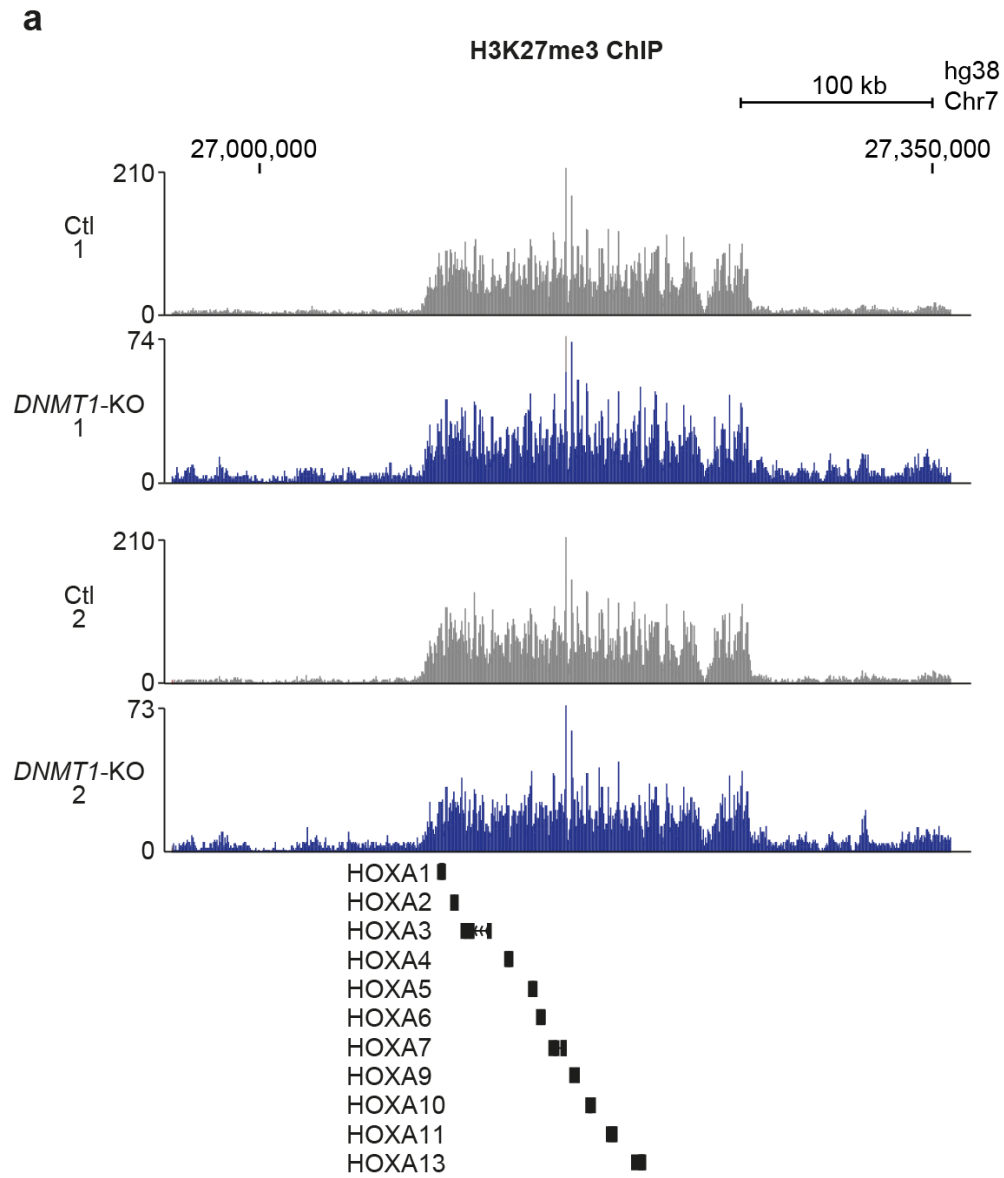 a
H3K27me3 ChIP
100 kb
hg38
Chr7
27,000,000
27,350,000
210
Ctl
1
0
74
DNMT1-KO
1
0
210
Ctl
2
0
73
DNMT1-KO
2
0
HOXA1
HOXA2
HOXA3
HOXA4
HOXA5
HOXA6
HOXA7
HOXA9
HOXA10
HOXA11
HOXA13